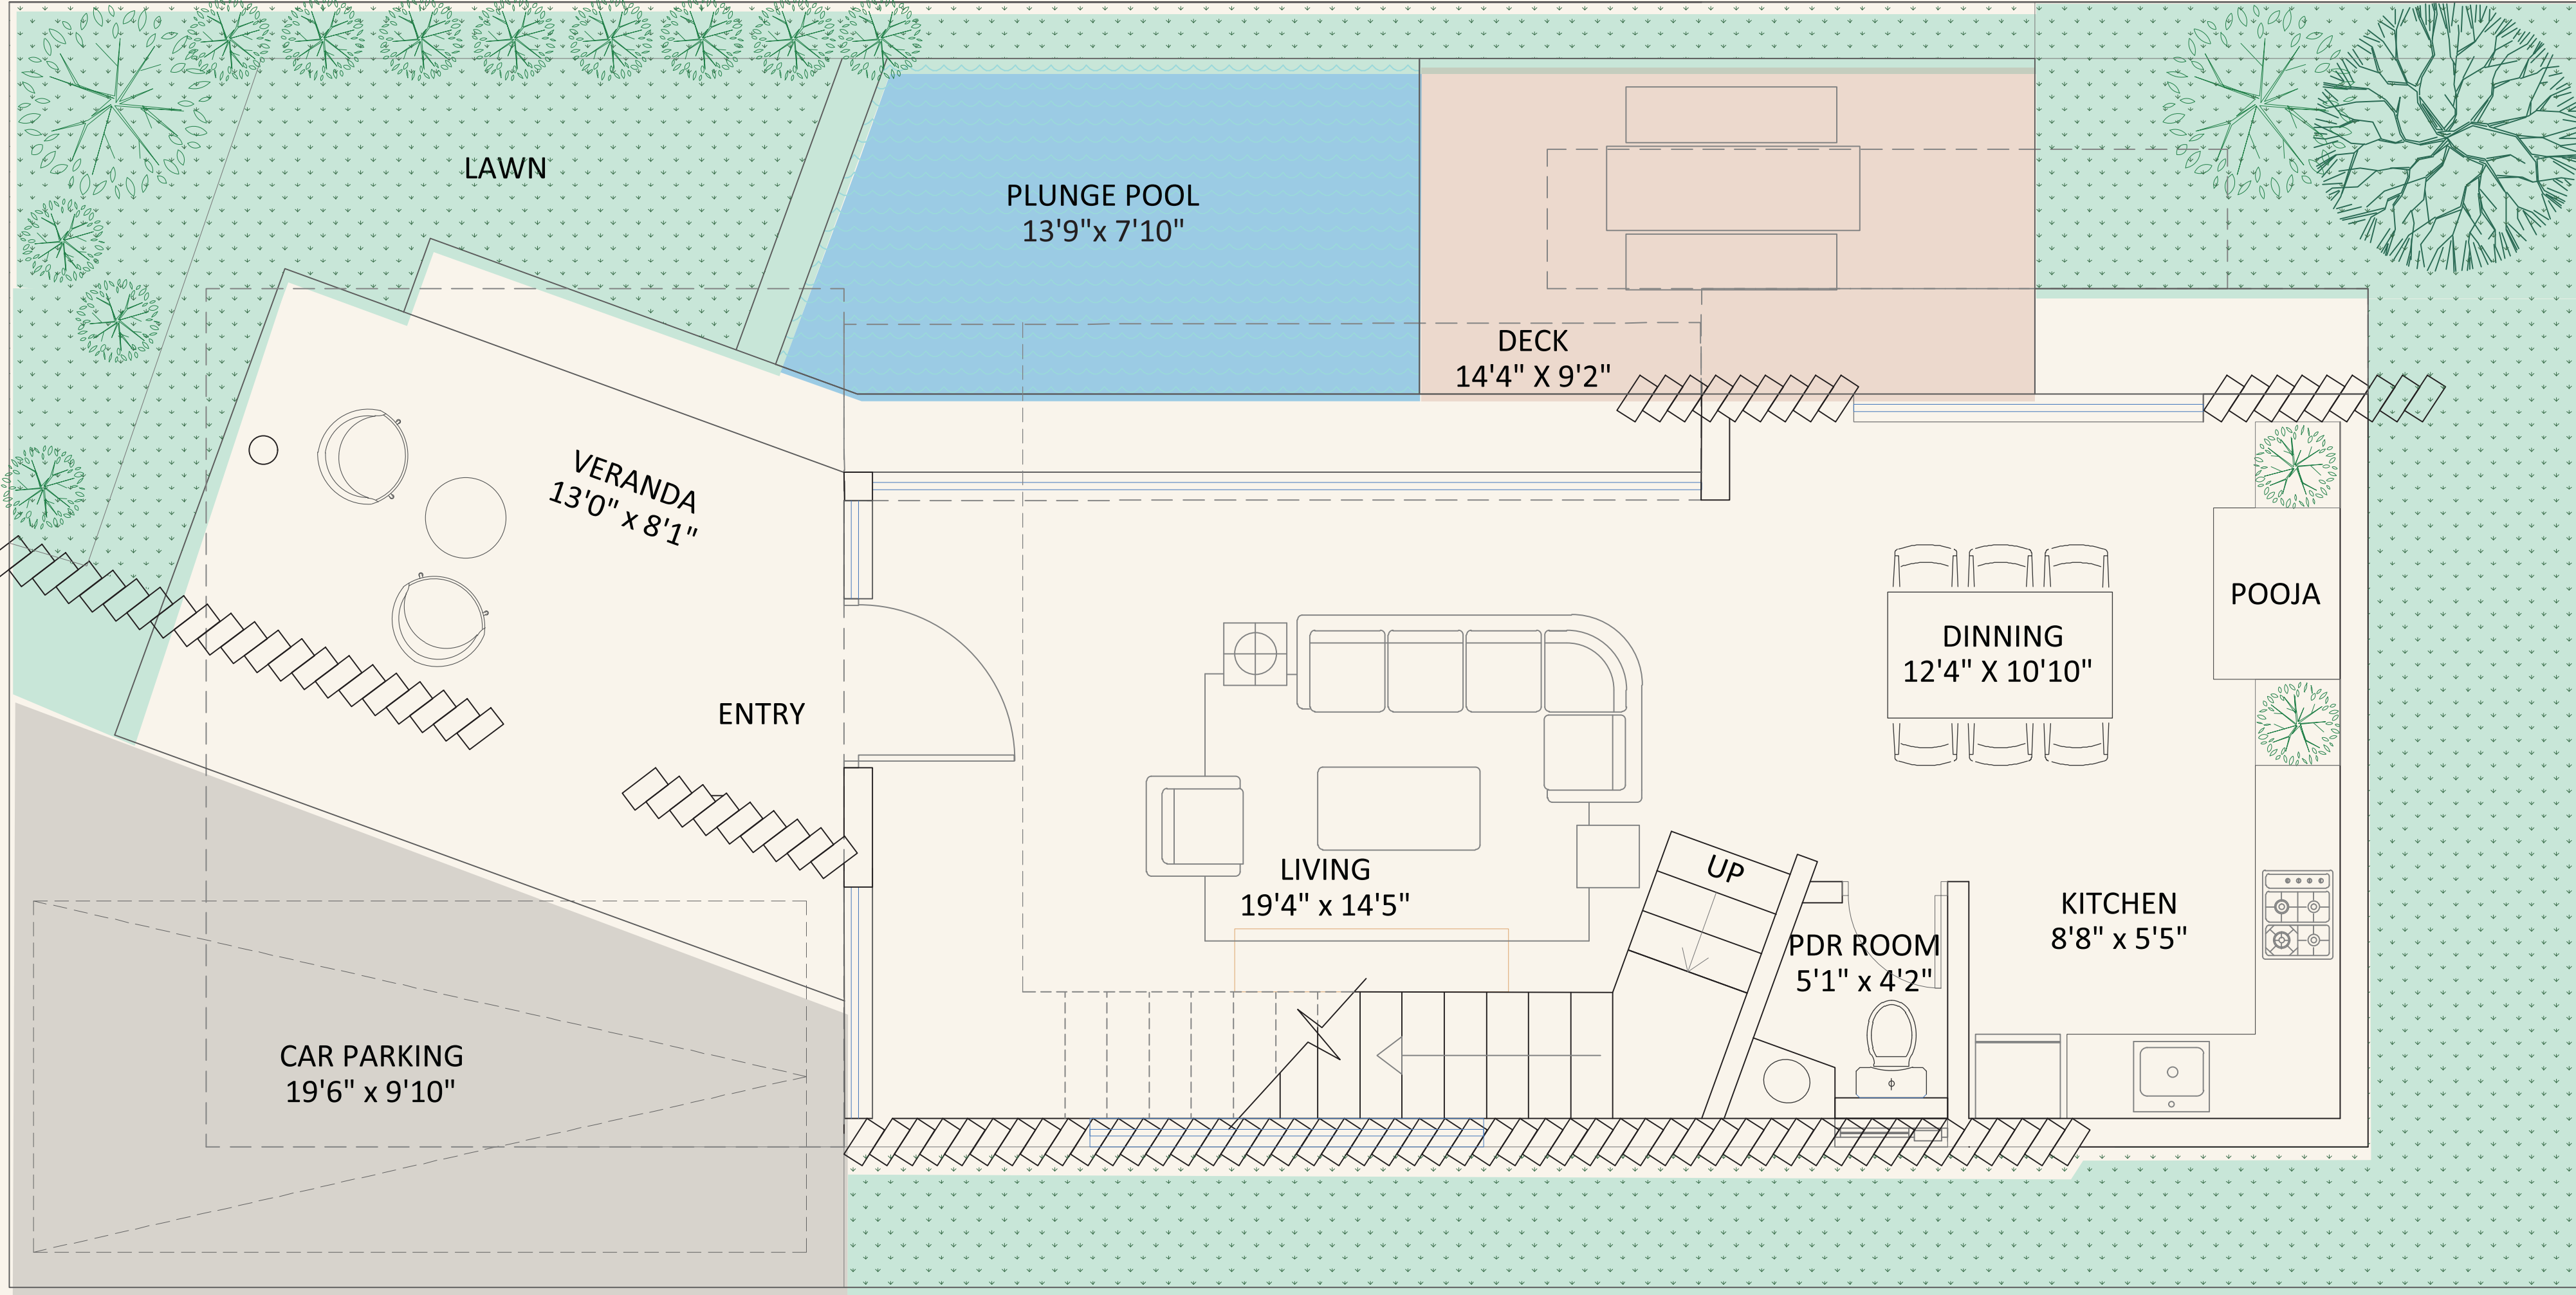 LAWN
PLUNGE POOL
13'9"x 7'10"
DECK
14'4" X 9'2"
VERANDA
13'0" x 8'1"
ENTRY
POOJA
DINNING
12'4" X 10'10"
LIVING
19'4" x 14'5"
UP
PDR ROOM
5'1" x 4'2"
KITCHEN
8'8" x 5'5"
CAR PARKING
19'6" x 9'10"